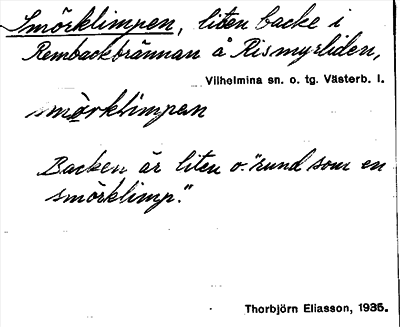 Smörklimpen, liten backe i
Rembackbrännan å Rismyrliden,
Vilhelmina sn. o. tg. Västerb. l.
smörklimpen
Backen är liten o. "rund som en
smörklimp."
Thorbjörn Eliasson, 1935.